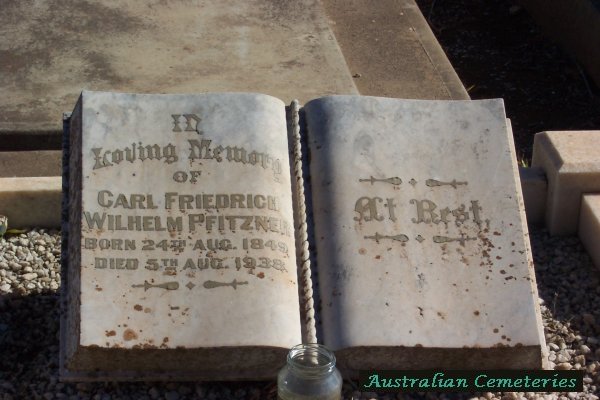 In
Loving Memory
OF
CARL FRIEDRICH
WILHELM PFITZNER
BORN 24TH AUG. 1849
DIED 5TH AUG. 1938
At Rest.
Australian Cemeteries